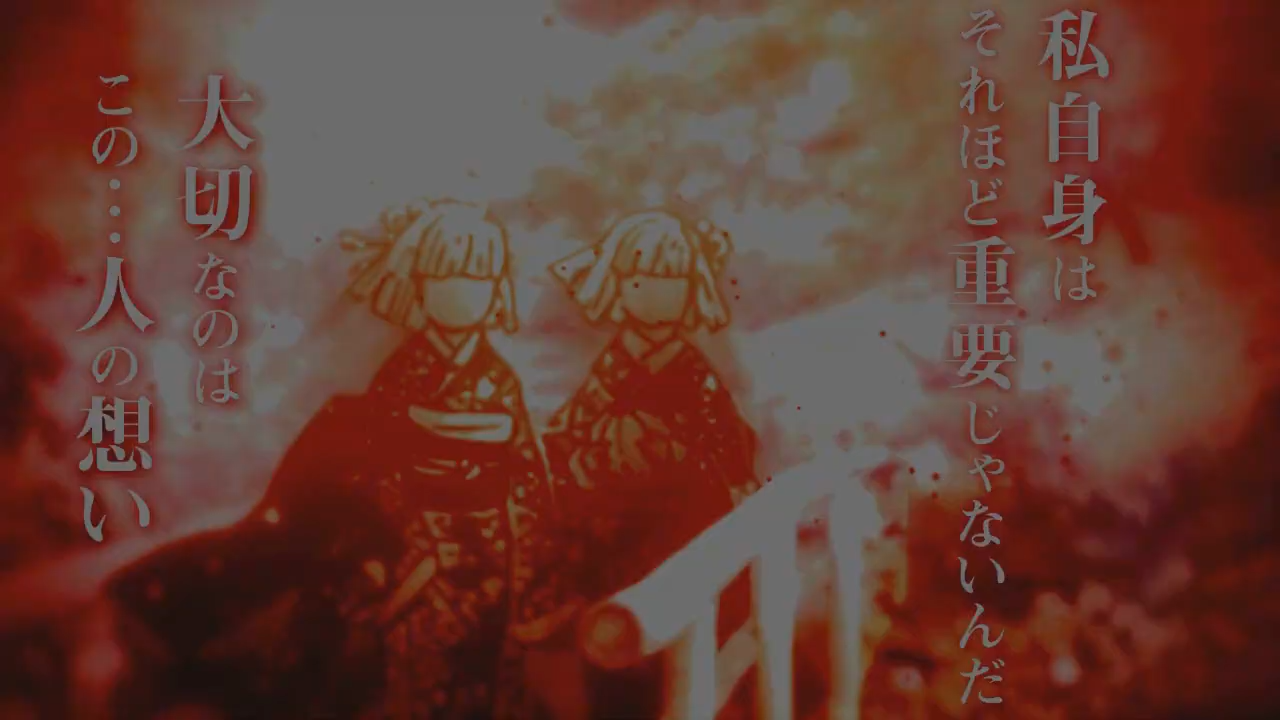 私自身は
それほど重要じゃないんだ
大切なのは
この…人の想い